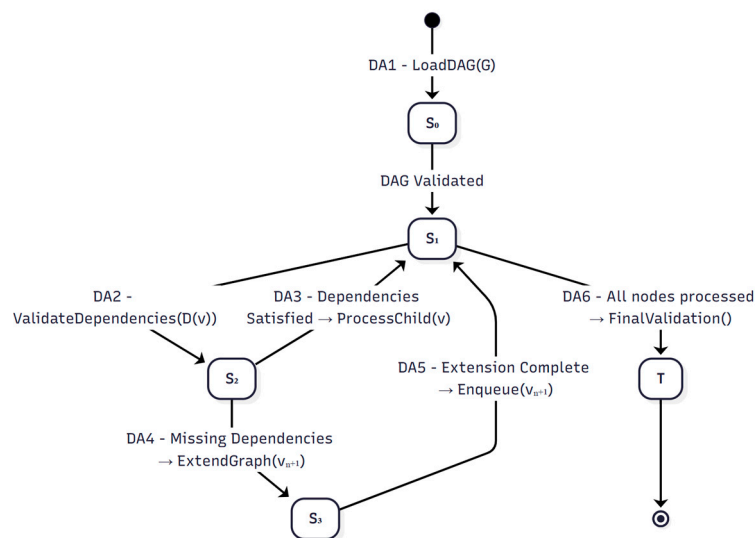 DA1 - LoadDAG(G)
S₀
DAG Validated
S₁
DA2 -
ValidateDependencies(D(v))
DA3 - Dependencies
Satisfied → ProcessChild(v)
DA6 - All nodes processed
→ FinalValidation()
DA5 - Extension Complete
→ Enqueue(vₙ₊₁)
S₂
T
DA4 - Missing Dependencies
→ ExtendGraph(vₙ₊₁)
S₃